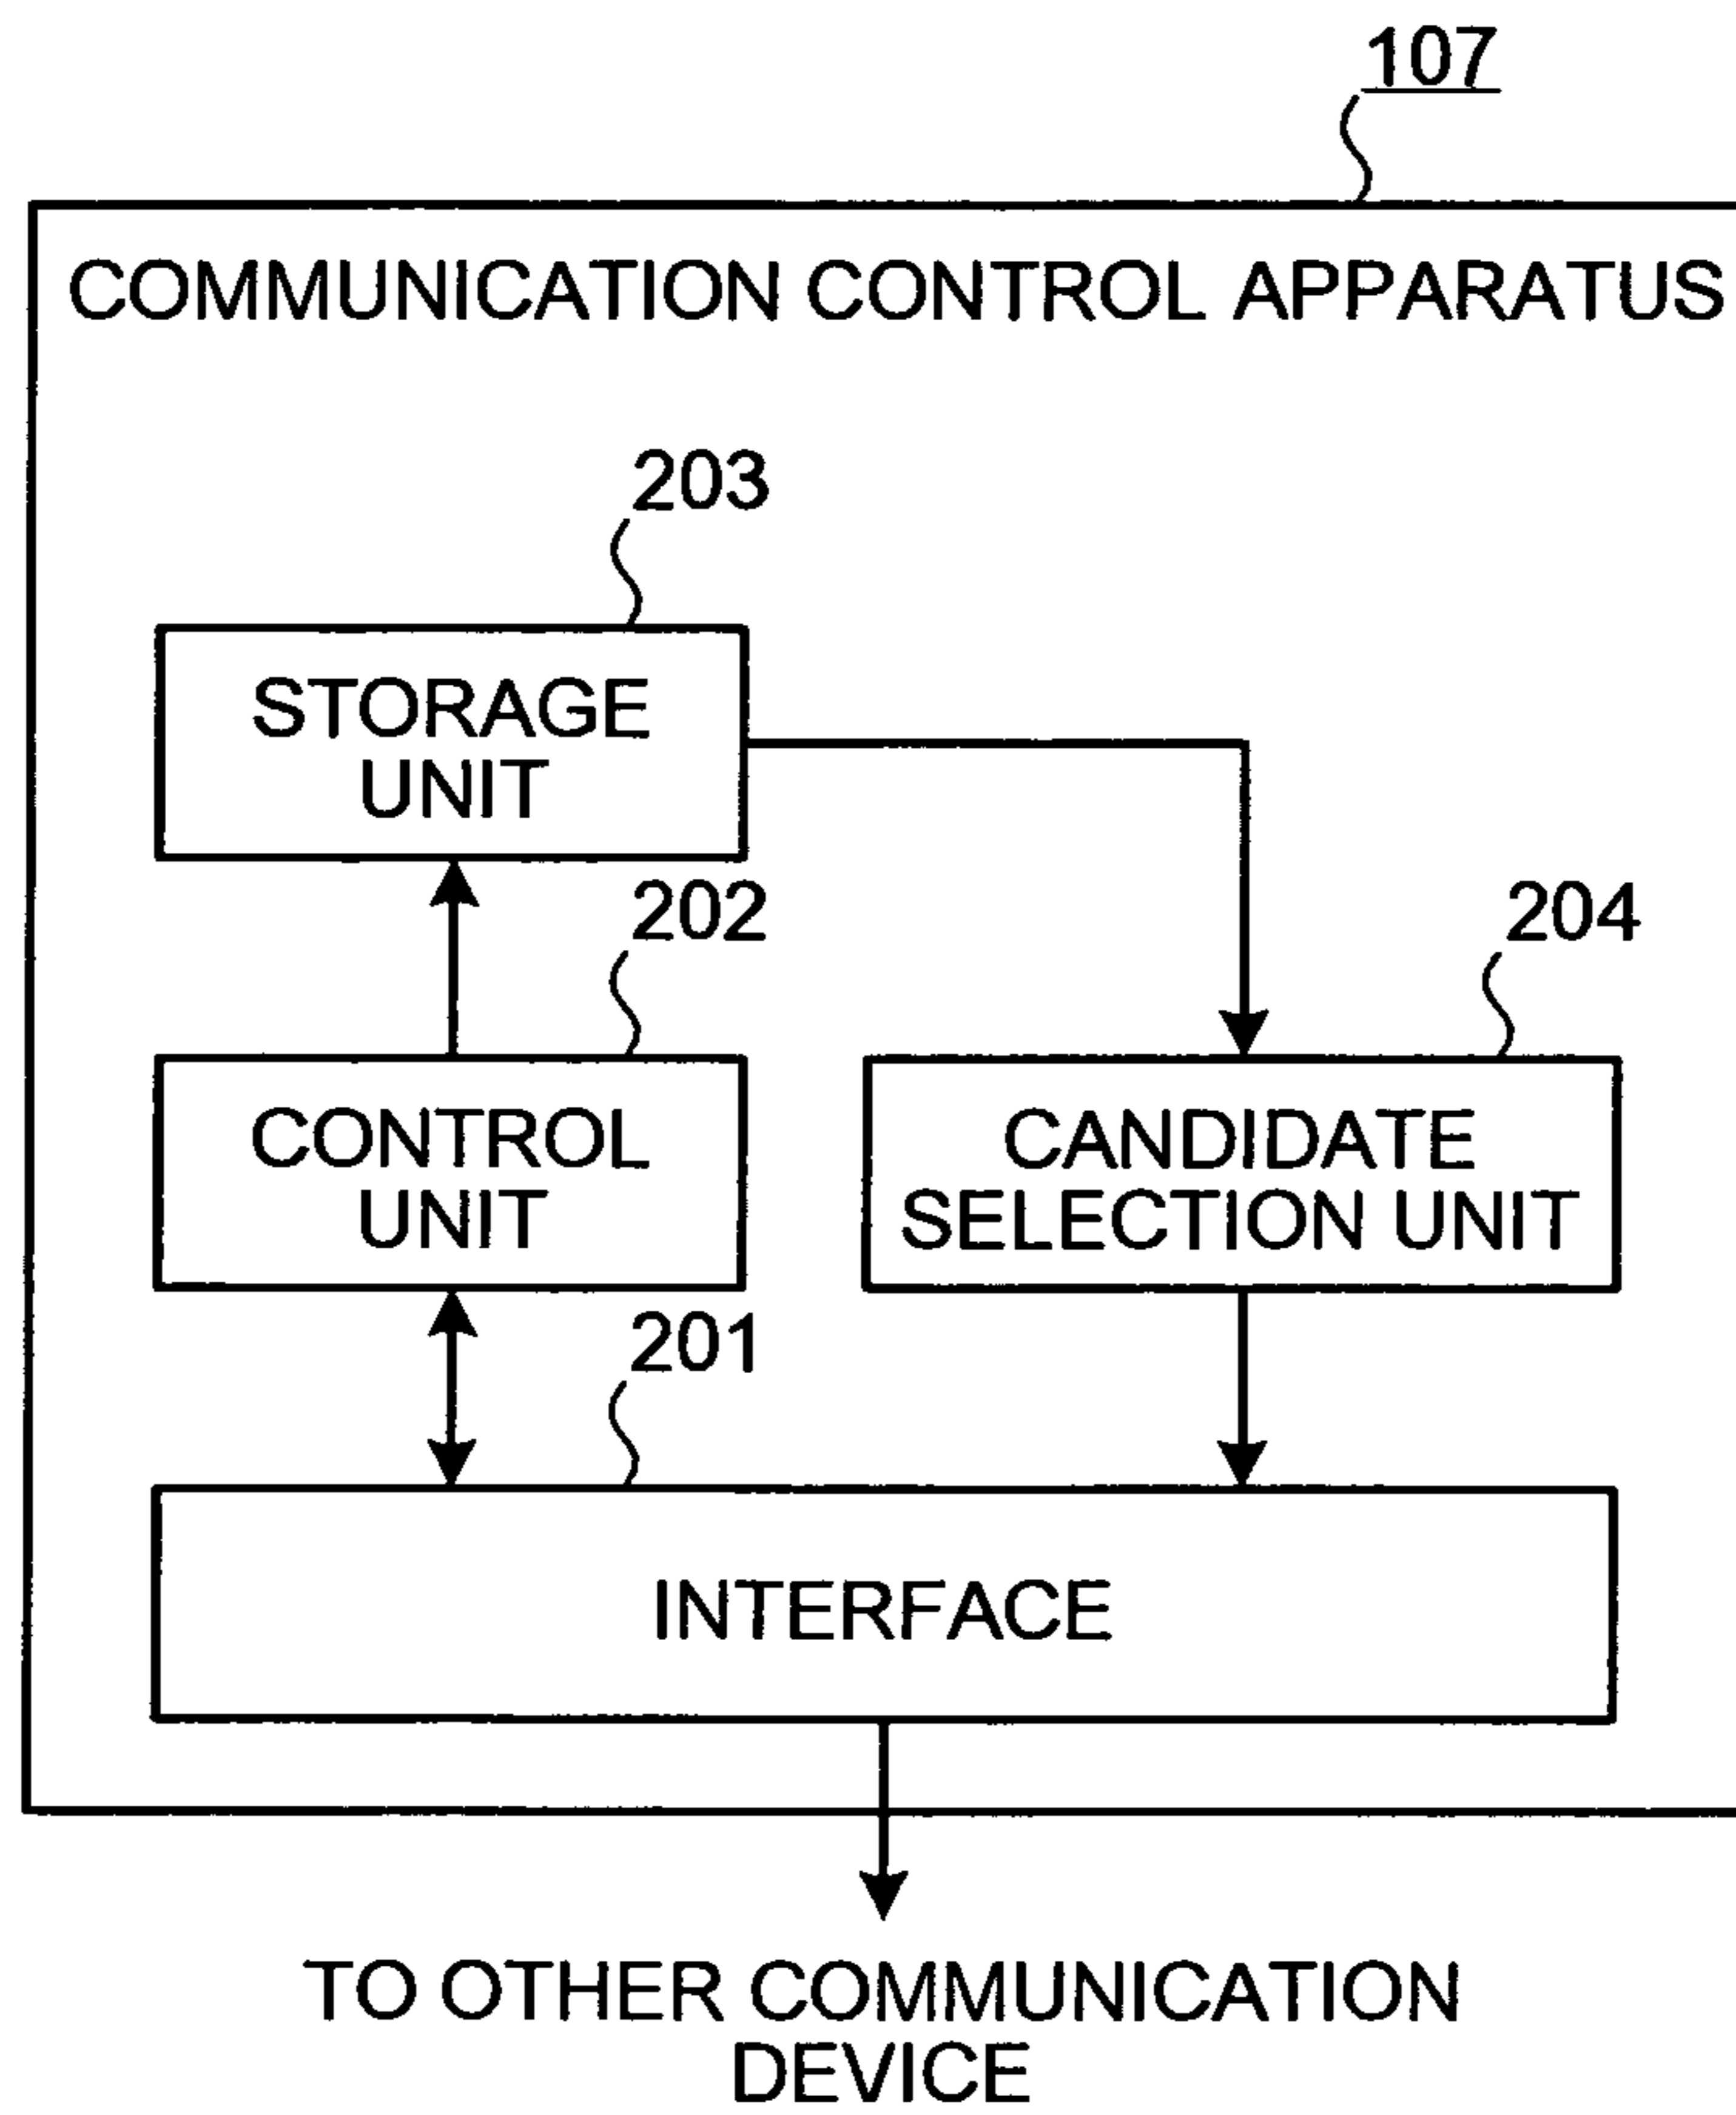 107
COMMUNICATION CONTROL APPARATUS
203
STORAGE
UNIT
202
204
CONTROL
UNIT
CANDIDATE
SELECTION UNIT
201
INTERFACE
TO OTHER COMMUNICATION
DEVICE